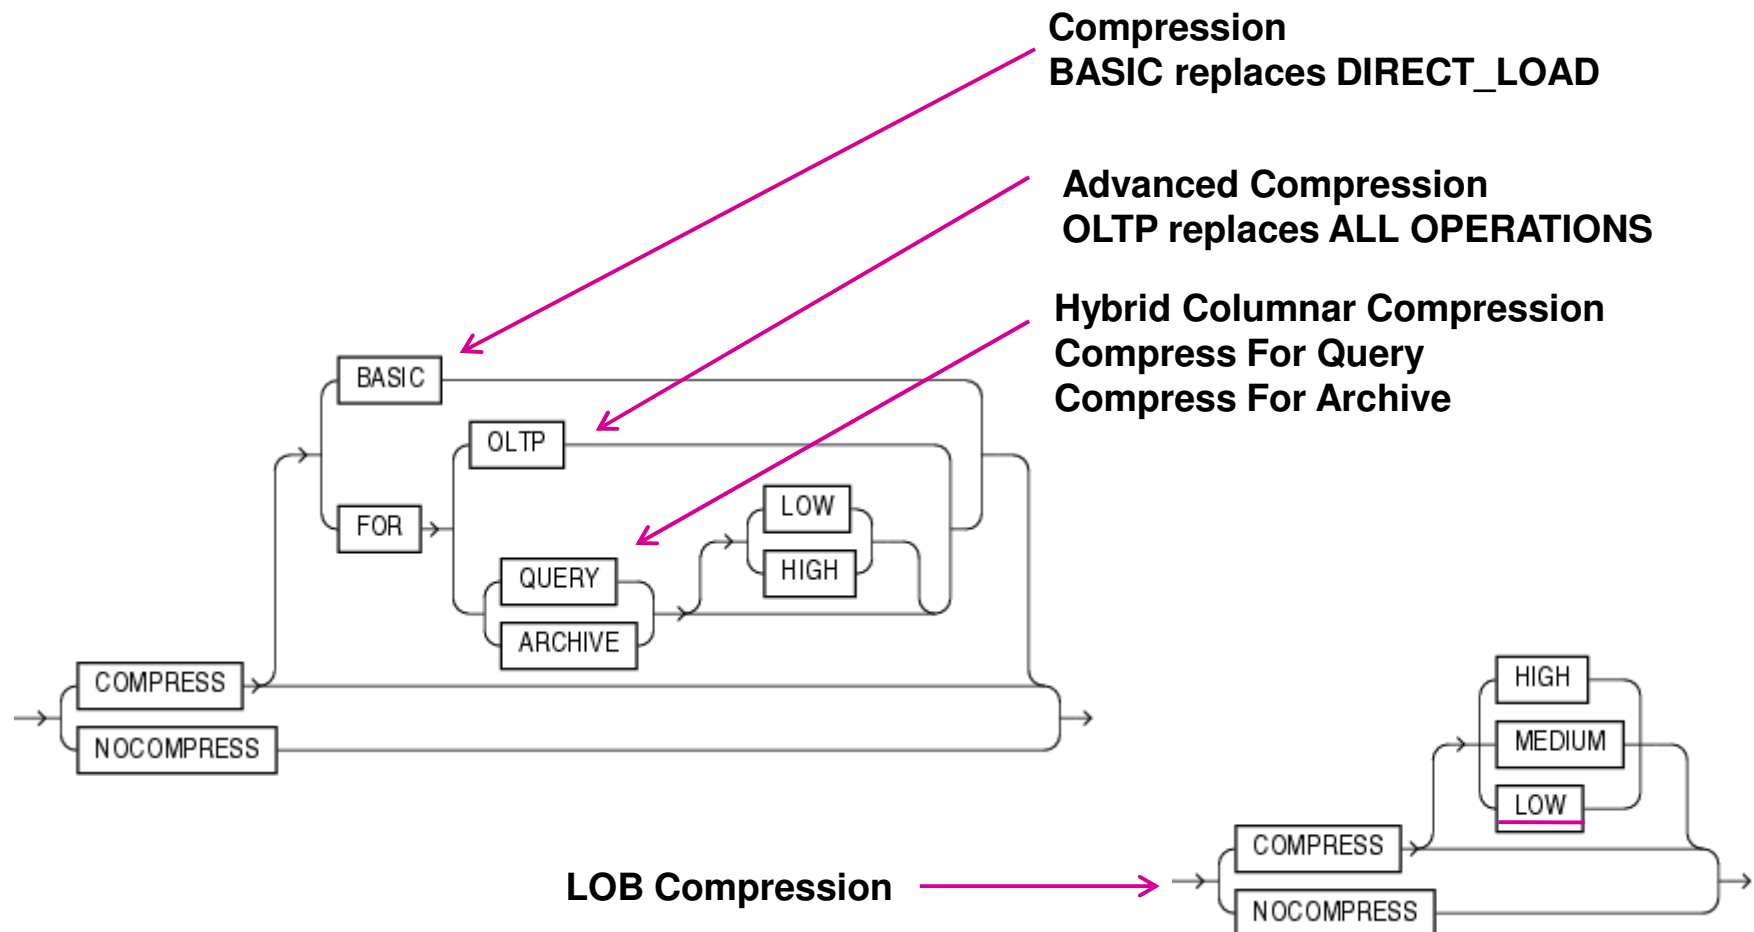 Compression
BASIC replaces DIRECT_LOAD
Advanced Compression
OLTP replaces ALL OPERATIONS
Hybrid Columnar Compression
Compress For Query
Compress For Archive
BASIC
OLTP
FOR
LOW
HIGH
QUERY
ARCHIVE
COMPRESS
NOCOMPRESS
HIGH
MEDIUM
LOW
COMPRESS
NOCOMPRESS
LOB Compression